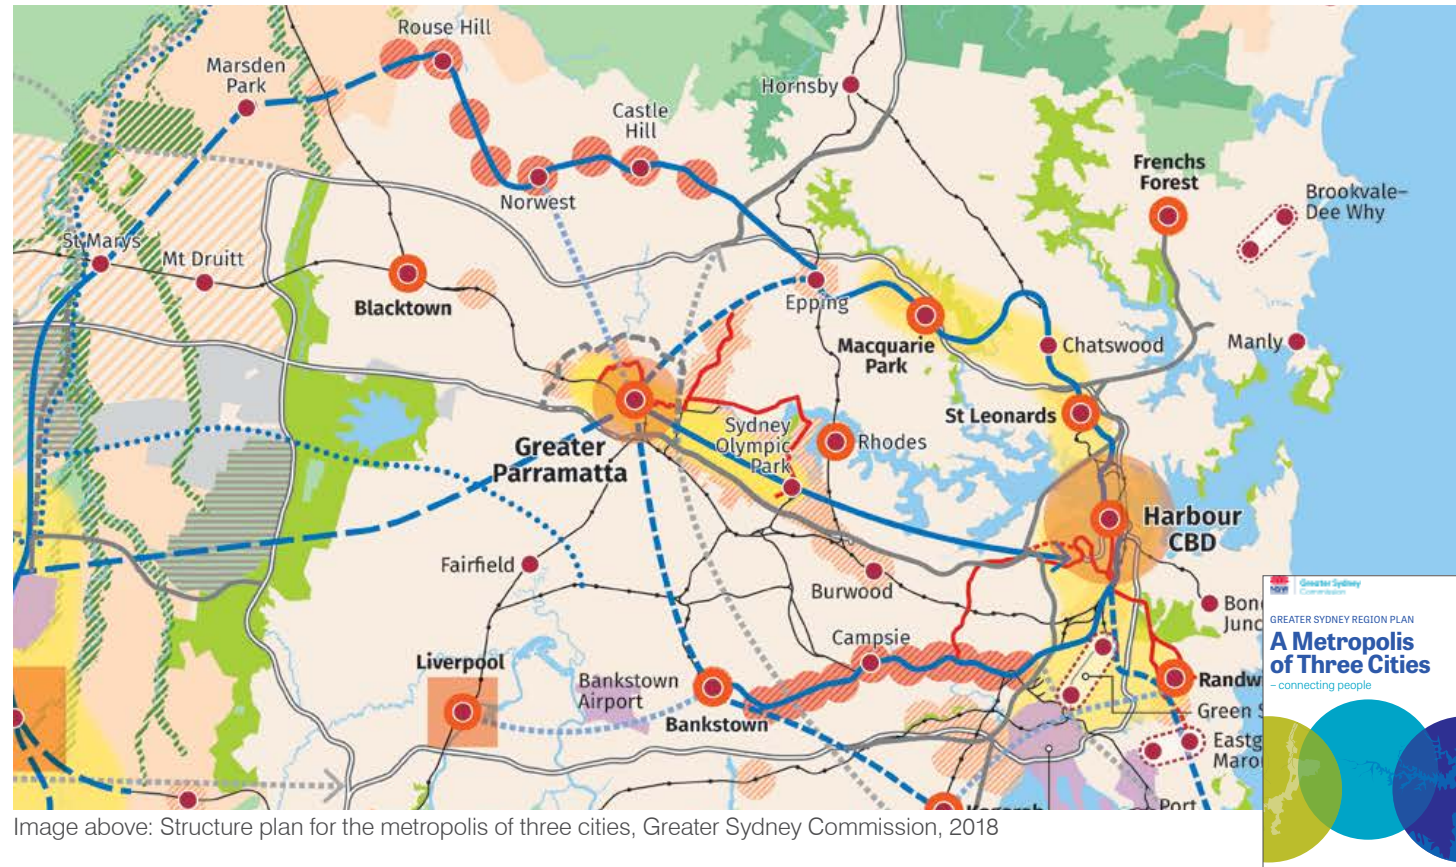 Rouse Hill
Marsden
Park
Hornsby
Castle
Hill
Frenchs
Forest
Norwest
Brookvale–
Dee Why
St Marys
Mt Druitt
Blacktown
Epping
Macquarie
Park
Chatswood
Manly
St Leonards
Sydney
Olympic
Park
Rhodes
Greater
Parramatta
Harbour
CBD
Fairfield
Burwood
Campsie
Liverpool
Bankstown
Airport
Bankstown
Port
NSW
Greater Sydney
Commission
GREATER SYDNEY REGION PLAN
A Metropolis
of Three Cities
– connecting people
Image above: Structure plan for the metropolis of three cities, Greater Sydney Commission, 2018